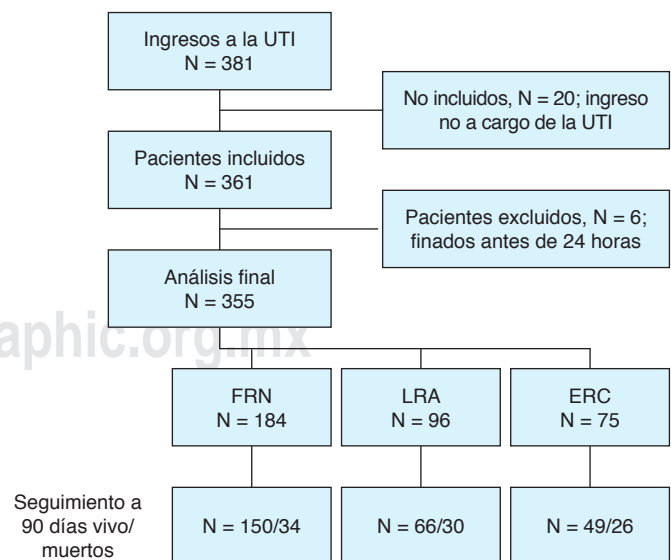 Ingresos a la UTI
N = 381
No incluidos, N = 20; ingreso
no a cargo de la UTI
Pacientes incluidos
N = 361
Pacientes excluidos, N = 6;
finados antes de 24 horas
Análisis final
N = 355
aphic.org.mx
FRN
N = 184
LRA
N = 96
ERC
N = 75
Seguimiento a
90 días vivo/
muertos
N = 150/34
N = 66/30
N = 49/26